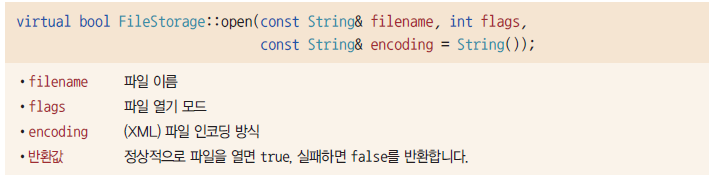 virtual bool FileStorage::open(const String& filename, int flags,
const String& encoding = String());
• filename 파일 이름
• flags 파일 열기 모드
• encoding (XML) 파일 인코딩 방식
• 반환값 정상적으로 파일을 열면 true, 실패하면 false를 반환합니다.